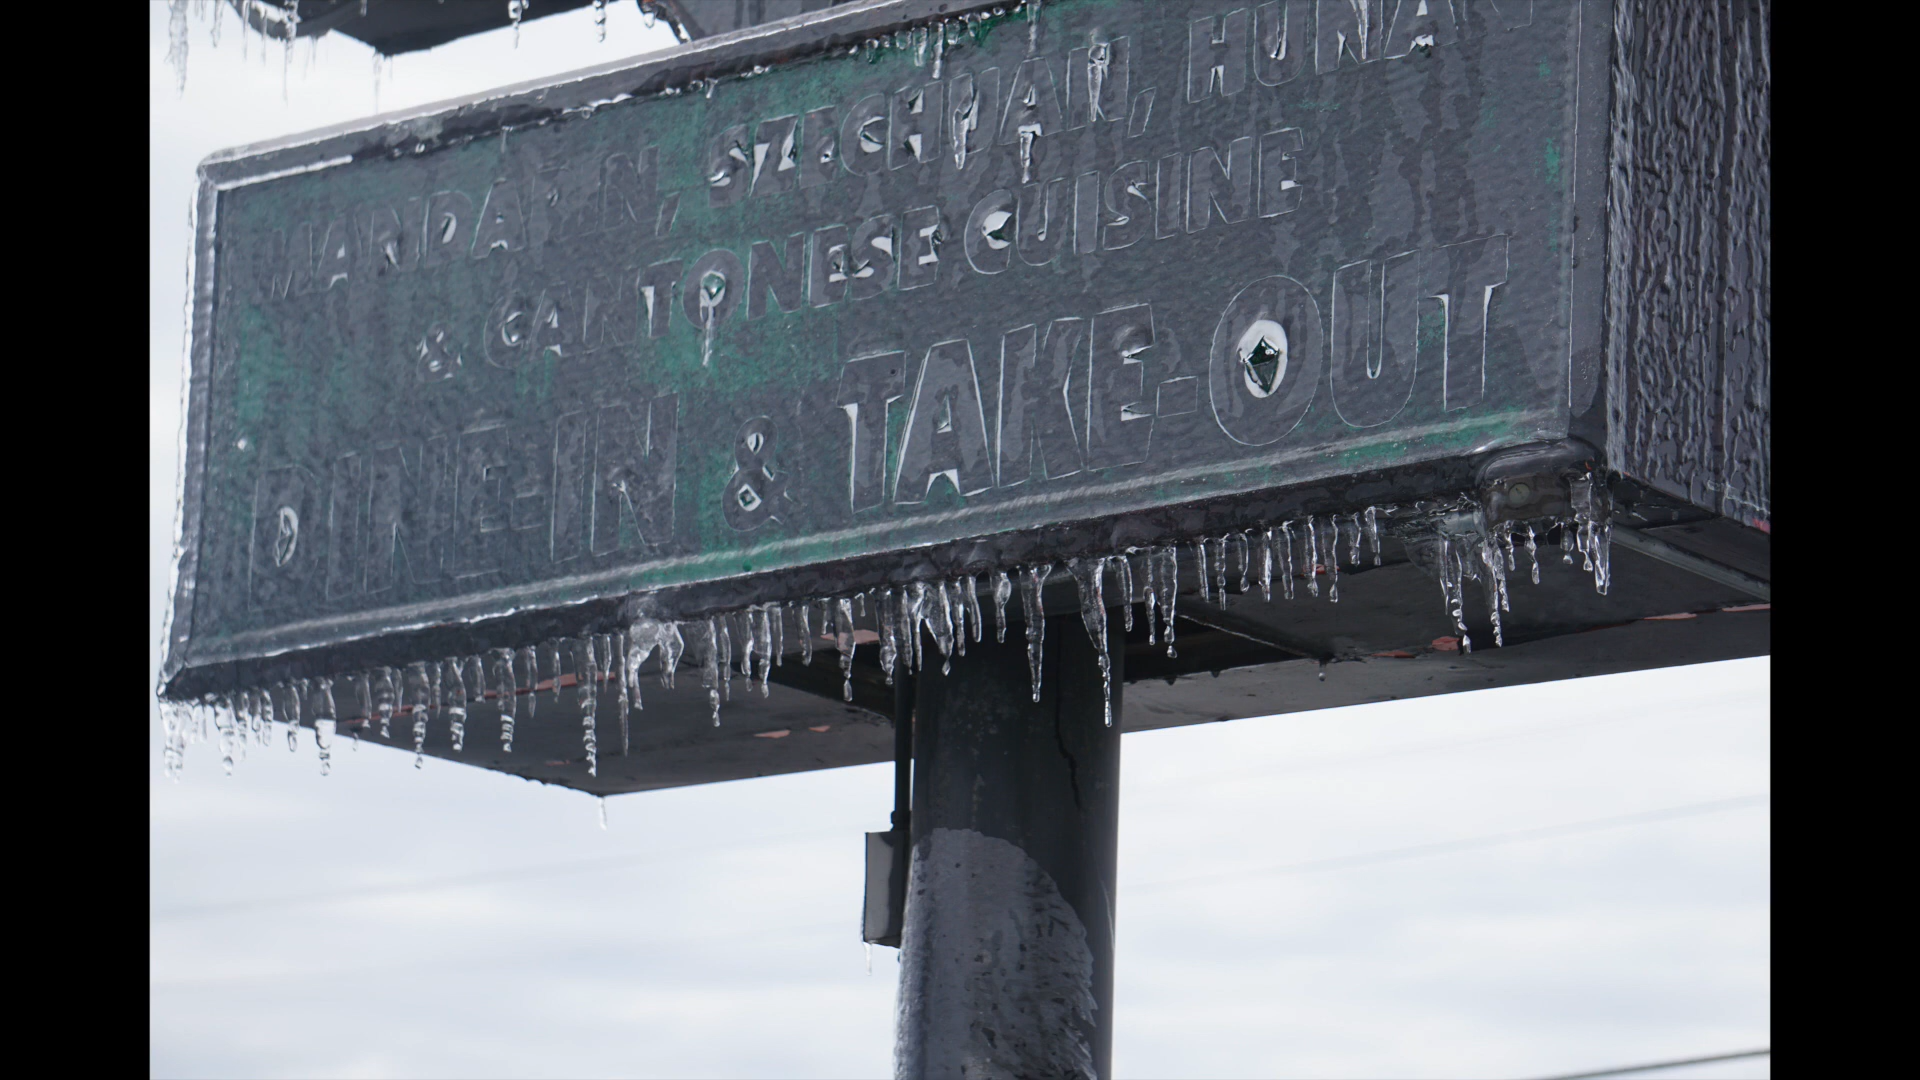 MANDARIN, SZECHUAN, HUNAN
& CANTONESE CUISINE
DINE-IN & TAKE-OUT